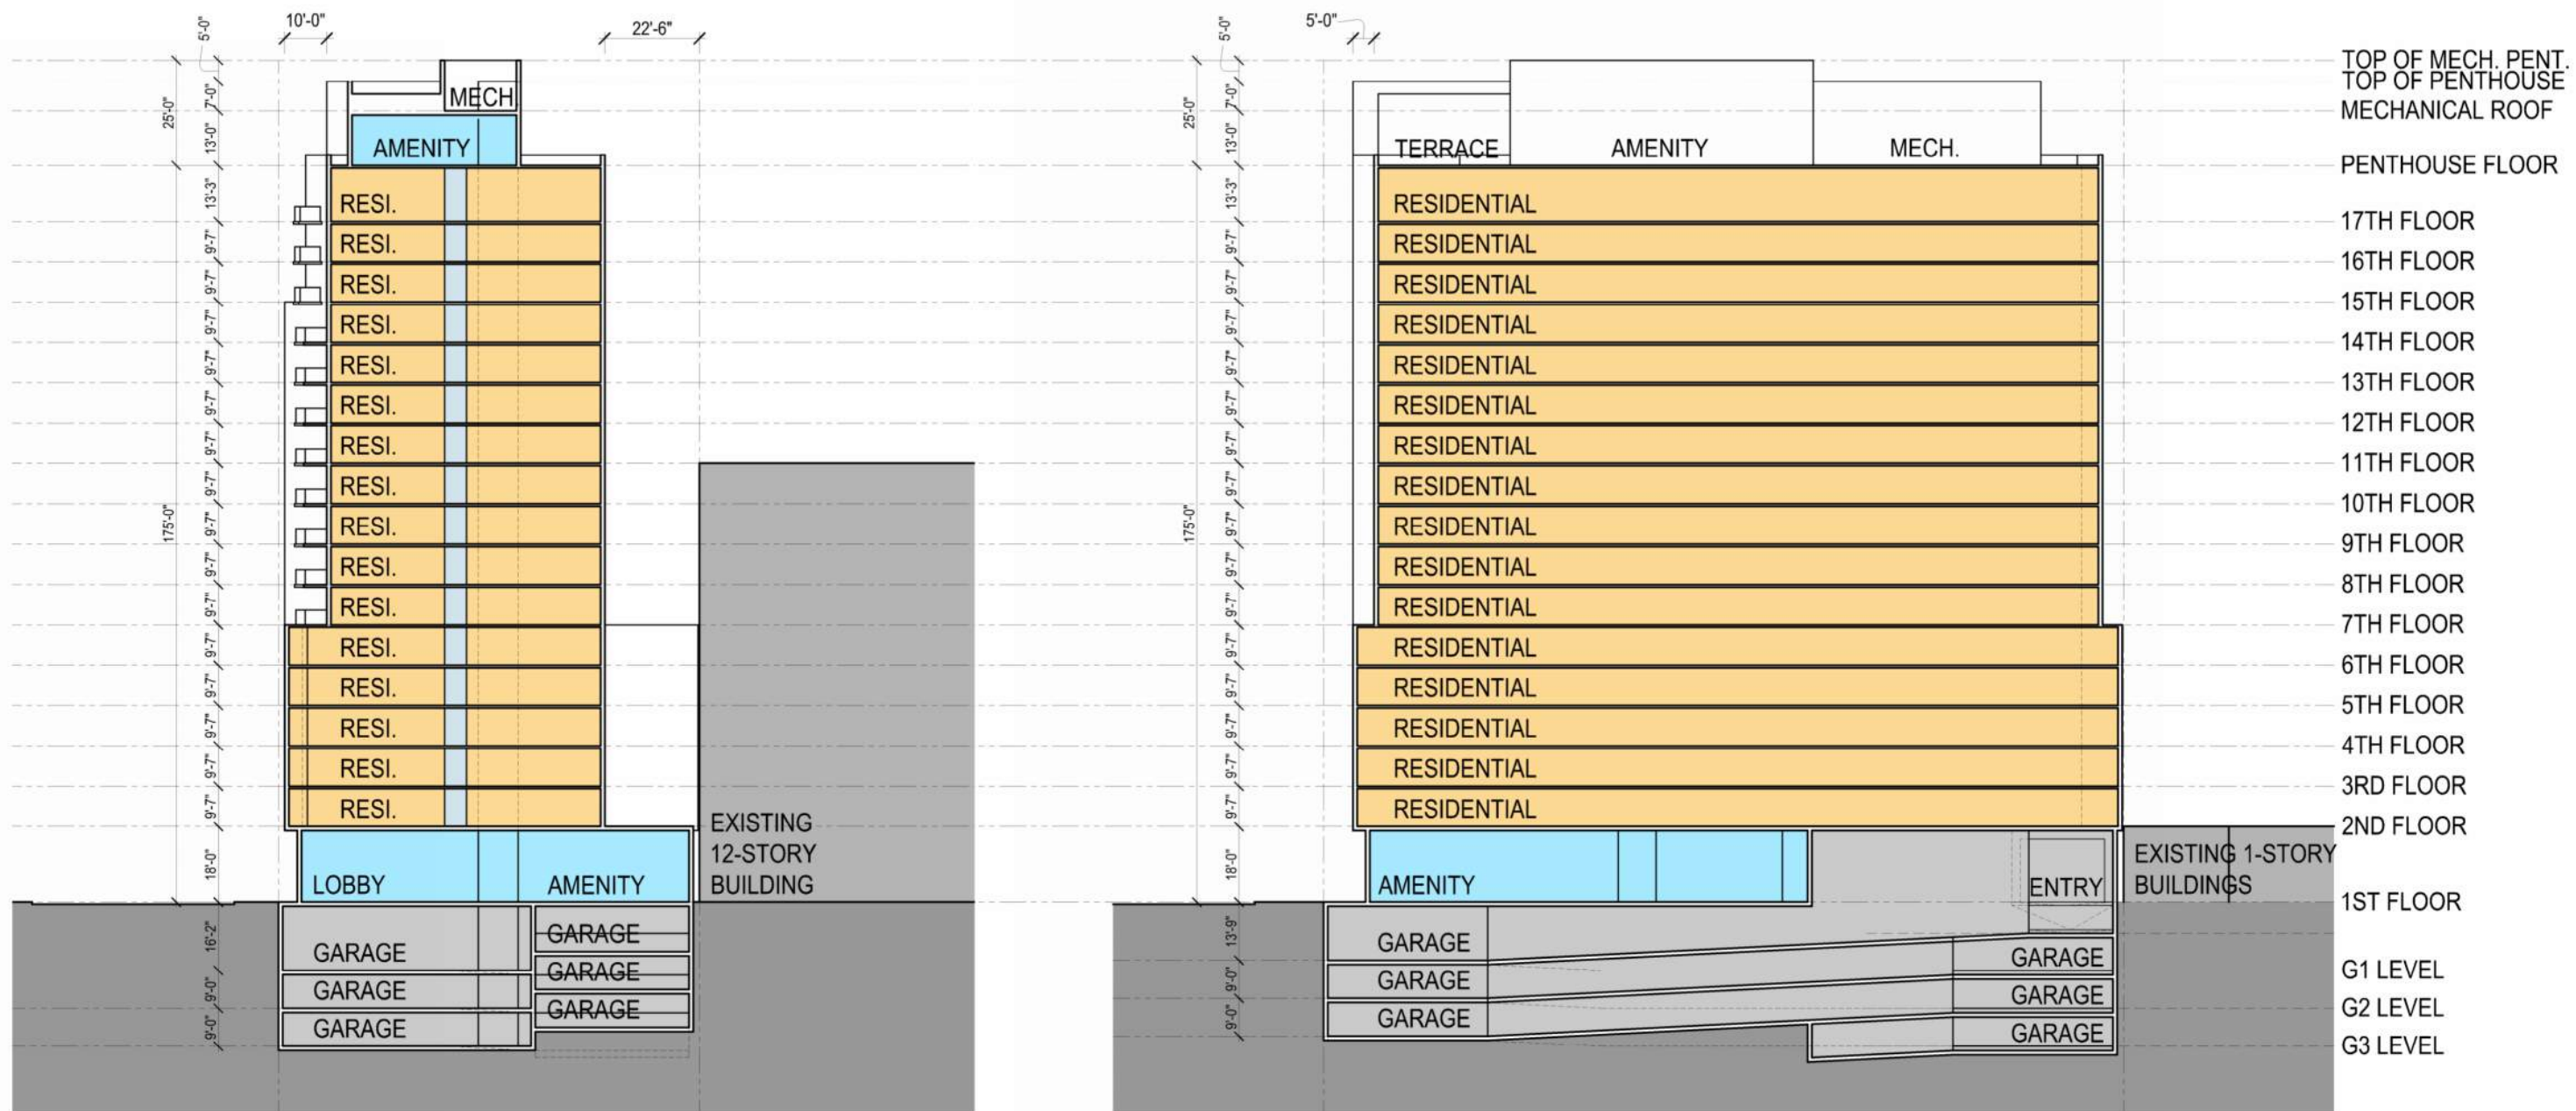 10'-0"
22'-6"
5'-0"
7'-0"
25'-0"
13'-0"
MECH
AMENITY
13'-3"
RESI.
9'-7"
RESI.
9'-7"
RESI.
9'-7"
RESI.
9'-7"
RESI.
9'-7"
RESI.
9'-7"
RESI.
9'-7"
RESI.
175'-0"
9'-7"
RESI.
9'-7"
RESI.
9'-7"
RESI.
9'-7"
RESI.
9'-7"
RESI.
9'-7"
RESI.
9'-7"
RESI.
9'-7"
RESI.
18'-0"
LOBBY
AMENITY
EXISTING
12-STORY
BUILDING
16'-2"
GARAGE
GARAGE
9'-0"
GARAGE
GARAGE
9'-0"
GARAGE
GARAGE
5'-0"
5'-0"
7'-0"
25'-0"
13'-0"
TERRACE
AMENITY
MECH.
13'-3"
RESIDENTIAL
9'-7"
RESIDENTIAL
9'-7"
RESIDENTIAL
9'-7"
RESIDENTIAL
9'-7"
RESIDENTIAL
9'-7"
RESIDENTIAL
9'-7"
RESIDENTIAL
9'-7"
RESIDENTIAL
175'-0"
9'-7"
RESIDENTIAL
9'-7"
RESIDENTIAL
9'-7"
RESIDENTIAL
9'-7"
RESIDENTIAL
9'-7"
RESIDENTIAL
9'-7"
RESIDENTIAL
9'-7"
RESIDENTIAL
9'-7"
RESIDENTIAL
18'-0"
AMENITY
ENTRY
EXISTING 1-STORY
BUILDINGS
13'-9"
GARAGE
GARAGE
9'-0"
GARAGE
GARAGE
9'-0"
GARAGE
GARAGE
TOP OF MECH. PENT.
TOP OF PENTHOUSE
MECHANICAL ROOF
PENTHOUSE FLOOR
17TH FLOOR
16TH FLOOR
15TH FLOOR
14TH FLOOR
13TH FLOOR
12TH FLOOR
11TH FLOOR
10TH FLOOR
9TH FLOOR
8TH FLOOR
7TH FLOOR
6TH FLOOR
5TH FLOOR
4TH FLOOR
3RD FLOOR
2ND FLOOR
1ST FLOOR
G1 LEVEL
G2 LEVEL
G3 LEVEL